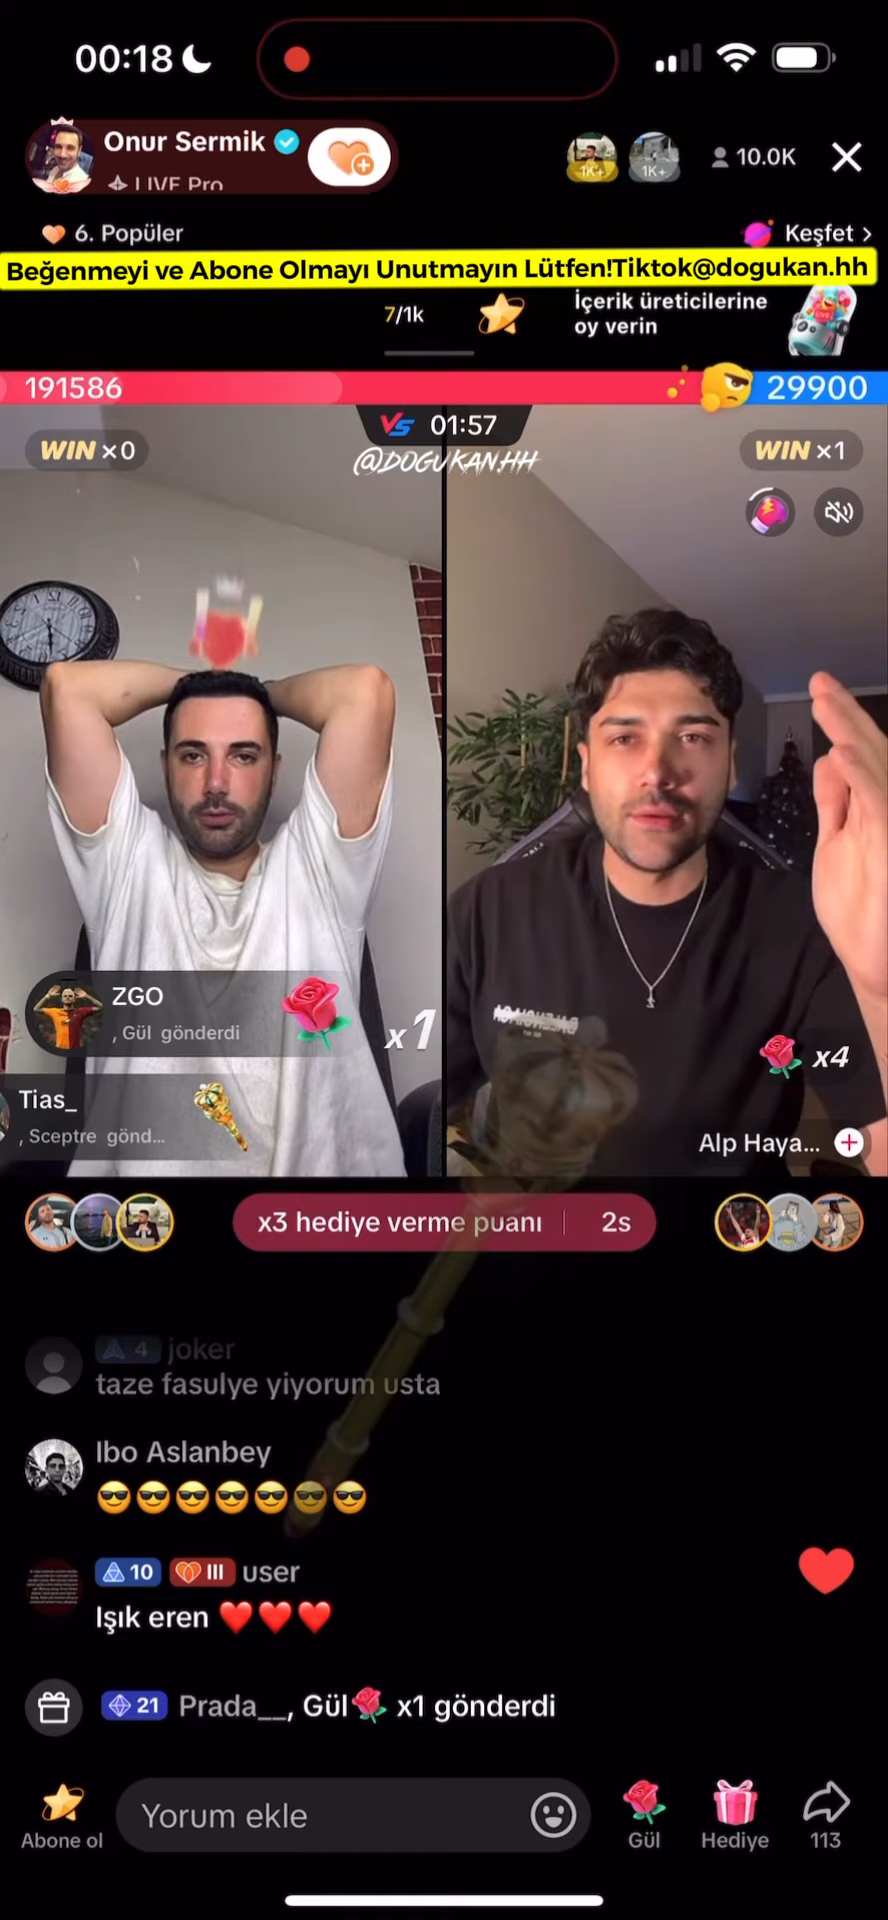 00:18
Onur Sermik
LIVE Pro
1K+
1K+
10.0K
6. Popüler
Keşfet >
Beğenmeyi ve Abone Olmayı Unutmayın Lütfen!Tiktok@dogukan.hh
7/1k
İçerik üreticilerine
oy verin
191586
29900
VS 01:57
WIN x0
@DOGUKAN.HH
WIN x1
ZGO
, Gül gönderdi
x1
x4
Tias_
, Sceptre gönd...
Alp Haya...
x3 hediye verme puanı
2s
4 joker
taze fasulye yiyorum usta
Ibo Aslanbey
10 III user
Işık eren
21 Prada__, Gül x1 gönderdi
Abone ol
Yorum ekle
Gül
Hediye
113